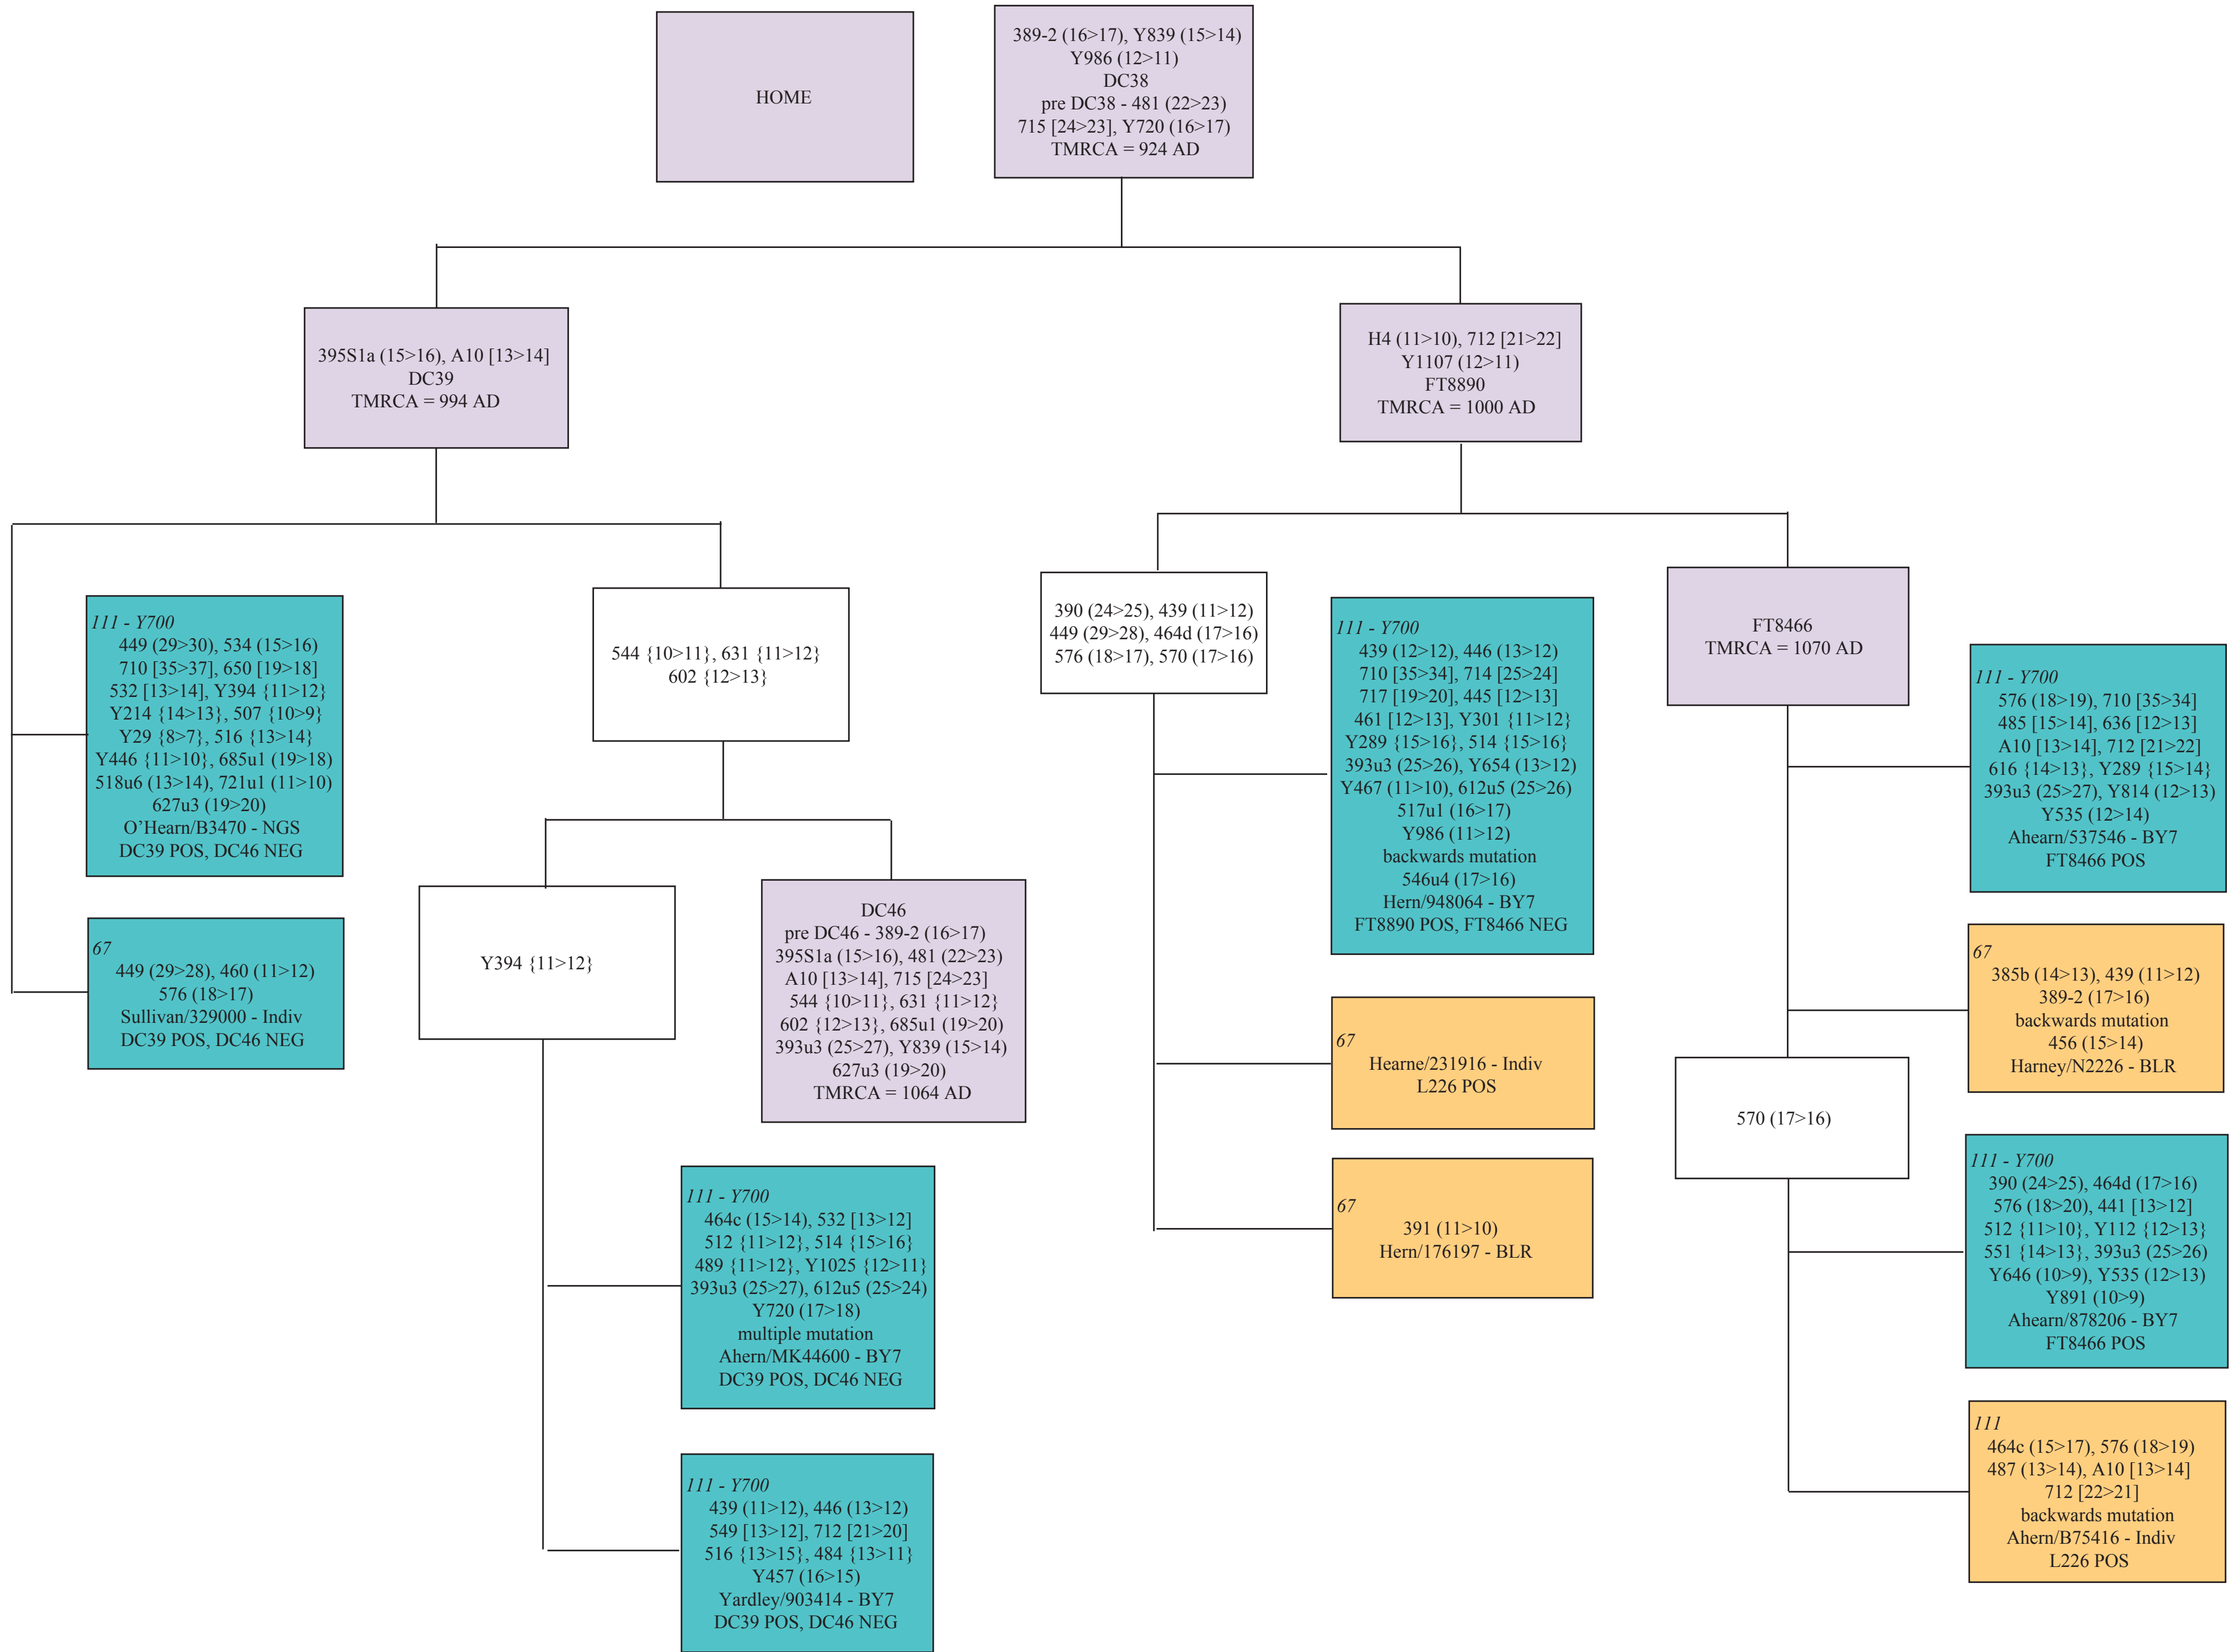 HOME
389-2 (16>17), Y839 (15>14)
Y986 (12>11)
DC38
pre DC38 - 481 (22>23)
715 [24>23], Y720 (16>17)
TMRCA = 924 AD
395S1a (15>16), A10 [13>14]
DC39
TMRCA = 994 AD
H4 (11>10), 712 [21>22]
Y1107 (12>11)
FT8890
TMRCA = 1000 AD
111 - Y700
449 (29>30), 534 (15>16)
710 [35>37], 650 [19>18]
532 [13>14], Y394 {11>12}
Y214 {14>13}, 507 {10>9}
Y29 {8>7}, 516 {13>14}
Y446 {11>10}, 685u1 (19>18)
518u6 (13>14), 721u1 (11>10)
627u3 (19>20)
O’Hearn/B3470 - NGS
DC39 POS, DC46 NEG
67
449 (29>28), 460 (11>12)
576 (18>17)
Sullivan/329000 - Indiv
DC39 POS, DC46 NEG
544 {10>11}, 631 {11>12}
602 {12>13}
Y394 {11>12}
DC46
pre DC46 - 389-2 (16>17)
395S1a (15>16), 481 (22>23)
A10 [13>14], 715 [24>23]
544 {10>11}, 631 {11>12}
602 {12>13}, 685u1 (19>20)
393u3 (25>27), Y839 (15>14)
627u3 (19>20)
TMRCA = 1064 AD
111 - Y700
464c (15>14), 532 [13>12]
512 {11>12}, 514 {15>16}
489 {11>12}, Y1025 {12>11}
393u3 (25>27), 612u5 (25>24)
Y720 (17>18)
multiple mutation
Ahern/MK44600 - BY7
DC39 POS, DC46 NEG
111 - Y700
439 (11>12), 446 (13>12)
549 [13>12], 712 [21>20]
516 {13>15}, 484 {13>11}
Y457 (16>15)
Yardley/903414 - BY7
DC39 POS, DC46 NEG
390 (24>25), 439 (11>12)
449 (29>28), 464d (17>16)
576 (18>17), 570 (17>16)
111 - Y700
439 (12>12), 446 (13>12)
710 [35>34], 714 [25>24]
717 [19>20], 445 [12>13]
461 [12>13], Y301 {11>12}
Y289 {15>16}, 514 {15>16}
393u3 (25>26), Y654 (13>12)
Y467 (11>10), 612u5 (25>26)
517u1 (16>17)
Y986 (11>12)
backwards mutation
546u4 (17>16)
Hern/948064 - BY7
FT8890 POS, FT8466 NEG
67
Hearne/231916 - Indiv
L226 POS
67
391 (11>10)
Hern/176197 - BLR
FT8466
TMRCA = 1070 AD
111 - Y700
576 (18>19), 710 [35>34]
485 [15>14], 636 [12>13]
A10 [13>14], 712 [21>22]
616 {14>13}, Y289 {15>14}
393u3 (25>27), Y814 (12>13)
Y535 (12>14)
Ahearn/537546 - BY7
FT8466 POS
67
385b (14>13), 439 (11>12)
389-2 (17>16)
backwards mutation
456 (15>14)
Harney/N2226 - BLR
570 (17>16)
111 - Y700
390 (24>25), 464d (17>16)
576 (18>20), 441 [13>12]
512 {11>10}, Y112 {12>13}
551 {14>13}, 393u3 (25>26)
Y646 (10>9), Y535 (12>13)
Y891 (10>9)
Ahearn/878206 - BY7
FT8466 POS
111
464c (15>17), 576 (18>19)
487 (13>14), A10 [13>14]
712 [22>21]
backwards mutation
Ahern/B75416 - Indiv
L226 POS